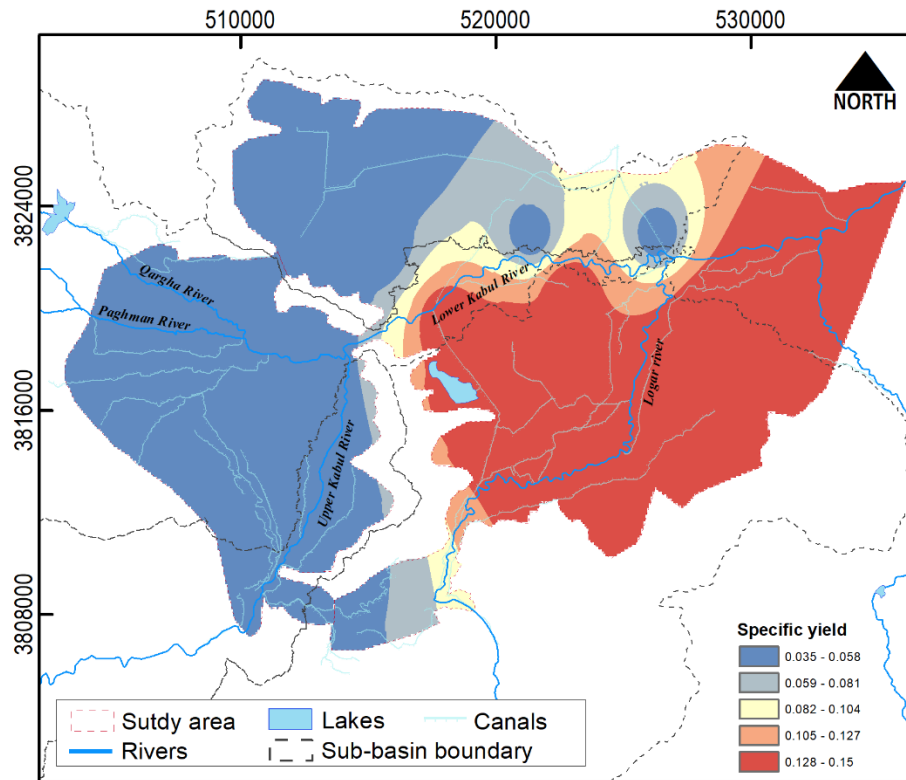 510000
520000
530000
NORTH
3824000
3816000
3808000
Qargha River
Paghman River
Lower Kabul River
Upper Kabul River
Logar river
Specific yield
0.035 - 0.058
0.059 - 0.081
0.082 - 0.104
0.105 - 0.127
0.128 - 0.15
Sutdy area
Lakes
Canals
Rivers
Sub-basin boundary